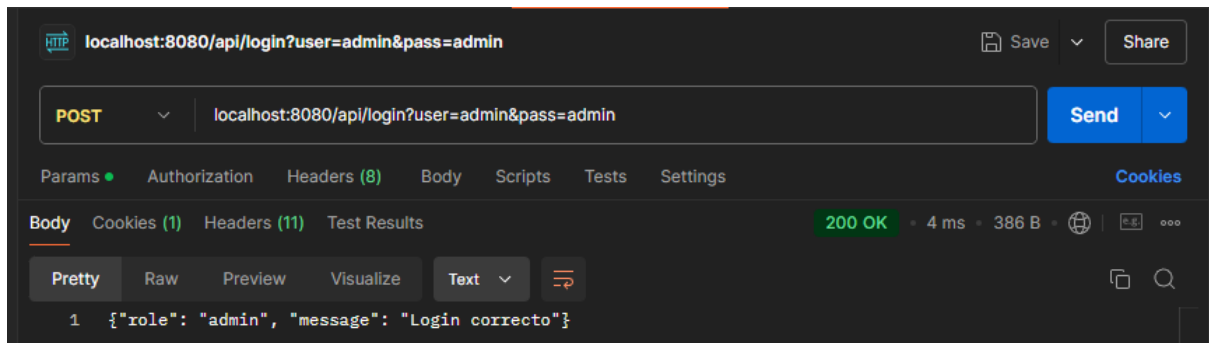 HTTP localhost:8080/api/login?user=admin&pass=admin Save Share
POST localhost:8080/api/login?user=admin&pass=admin Send
Params Authorization Headers (8) Body Scripts Tests Settings Cookies
Body Cookies (1) Headers (11) Test Results 200 OK • 4 ms • 386 B e.g.
Pretty Raw Preview Visualize Text
1 {"role": "admin", "message": "Login correcto"}